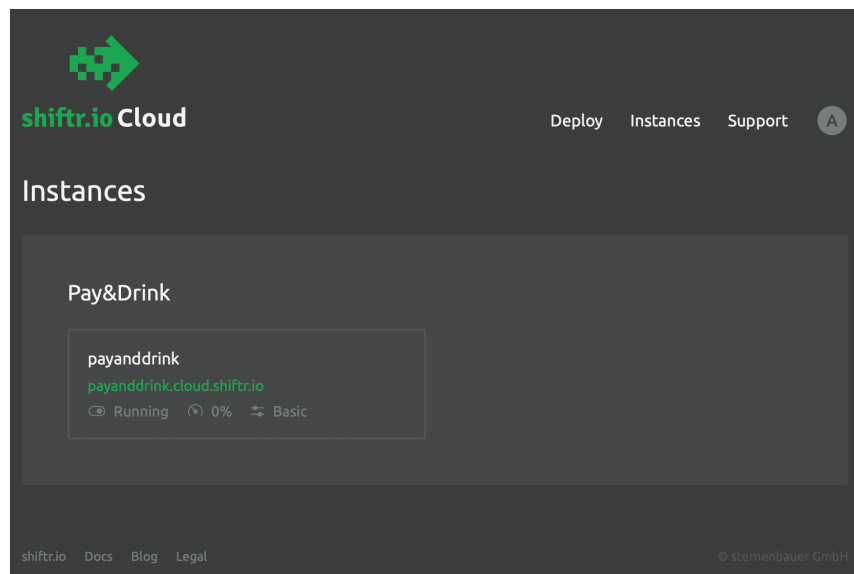 shiftr.io Cloud
Deploy Instances Support A
Instances
Pay&Drink
payanddrink
payanddrink.cloud.shiftr.io
Running 0% Basic
shiftr.io Docs Blog Legal © sternenbauer GmbH